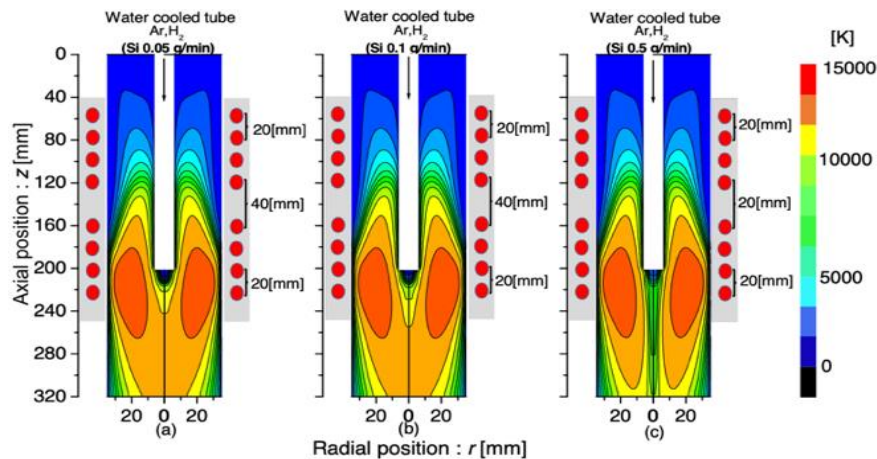 Water cooled tube
Ar,H2
(Si 0.05 g/min)
Water cooled tube
Ar,H2
(Si 0.1 g/min)
Water cooled tube
Ar,H2
(Si 0.5 g/min)
[K]
Axial position : z [mm]
0
40
80
120
160
200
240
280
320
20[mm]
40[mm]
20[mm]
20[mm]
40[mm]
20[mm]
20[mm]
20[mm]
20[mm]
15000
10000
5000
0
20 0 20
20 0 20
20 0 20
(a)
(b)
(c)
Radial position : r [mm]